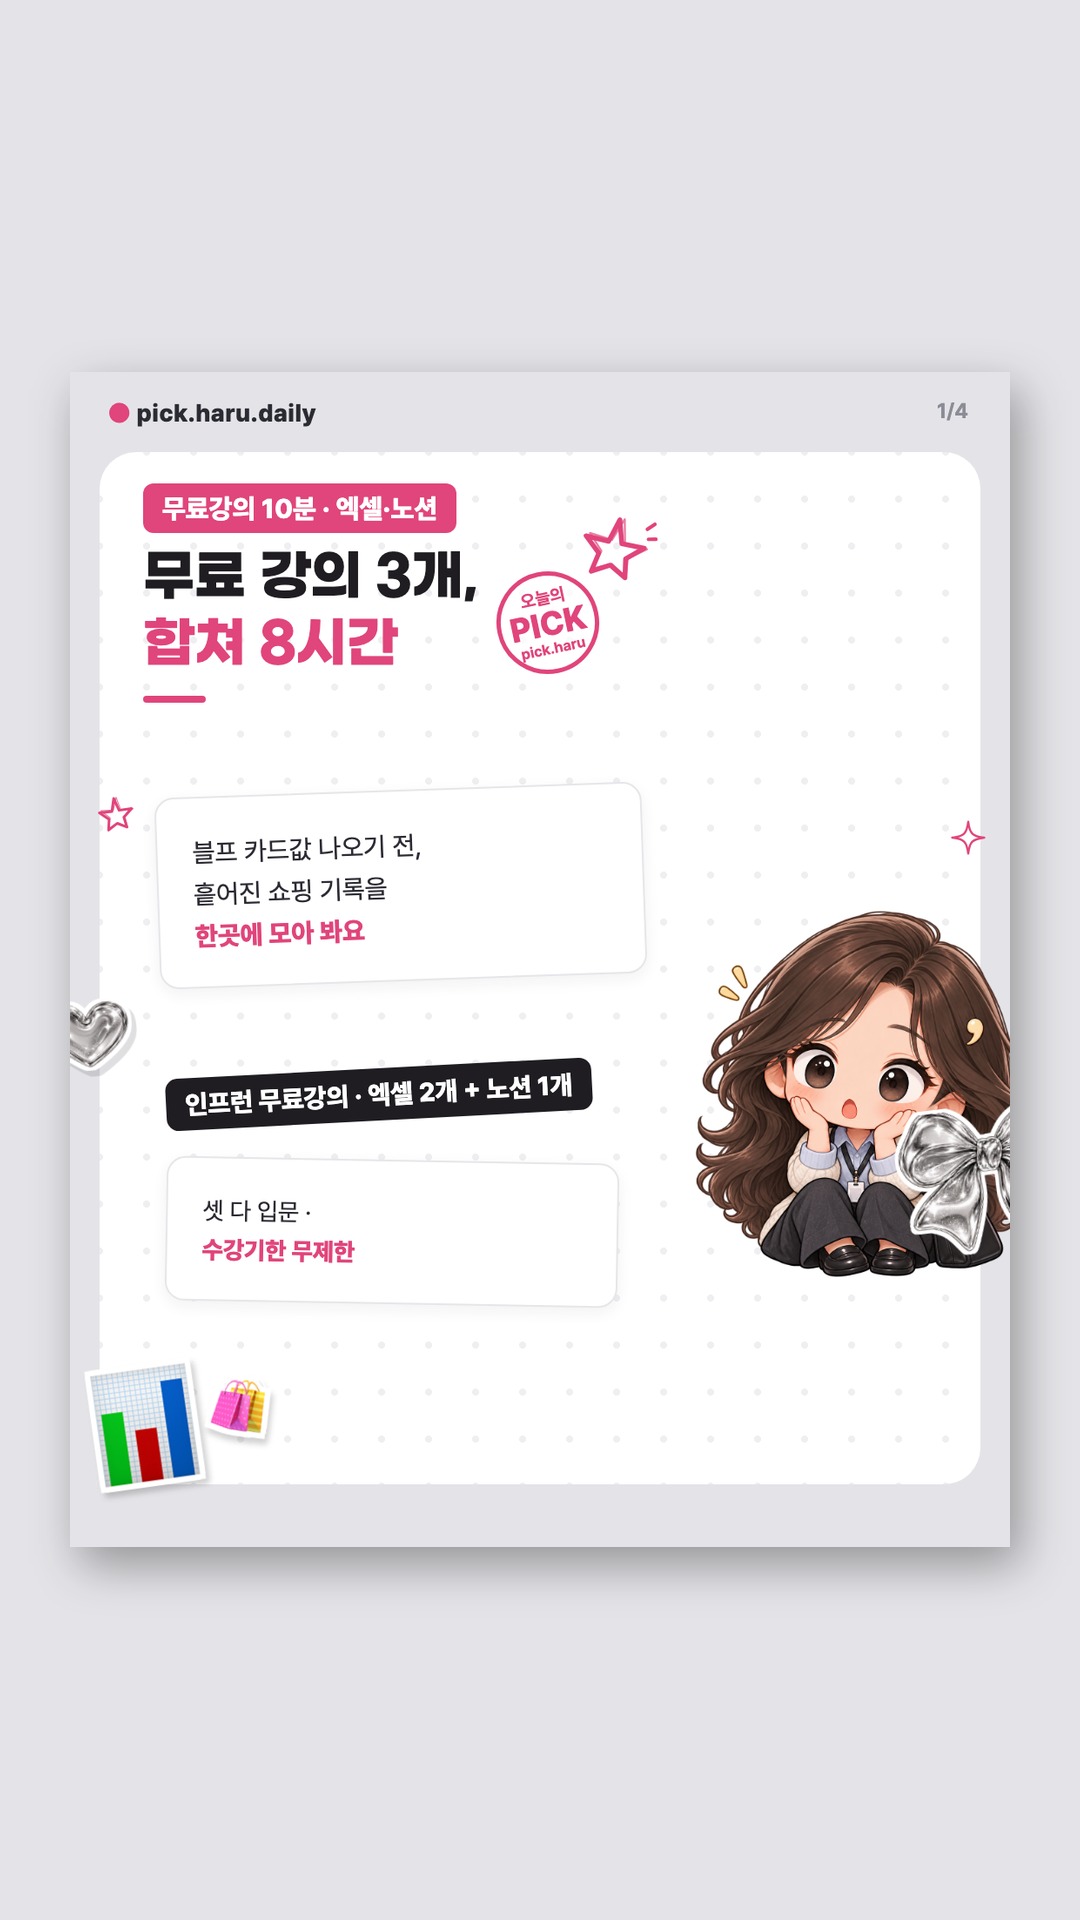 pick.haru.daily
1/4
무료강의 10분 · 엑셀·노션
무료 강의 3개,
합쳐 8시간
오늘의
PICK
pick.haru
블프 카드값 나오기 전,
흩어진 쇼핑 기록을
한곳에 모아 봐요
인프런 무료강의 · 엑셀 2개 + 노션 1개
셋 다 입문 ·
수강기한 무제한